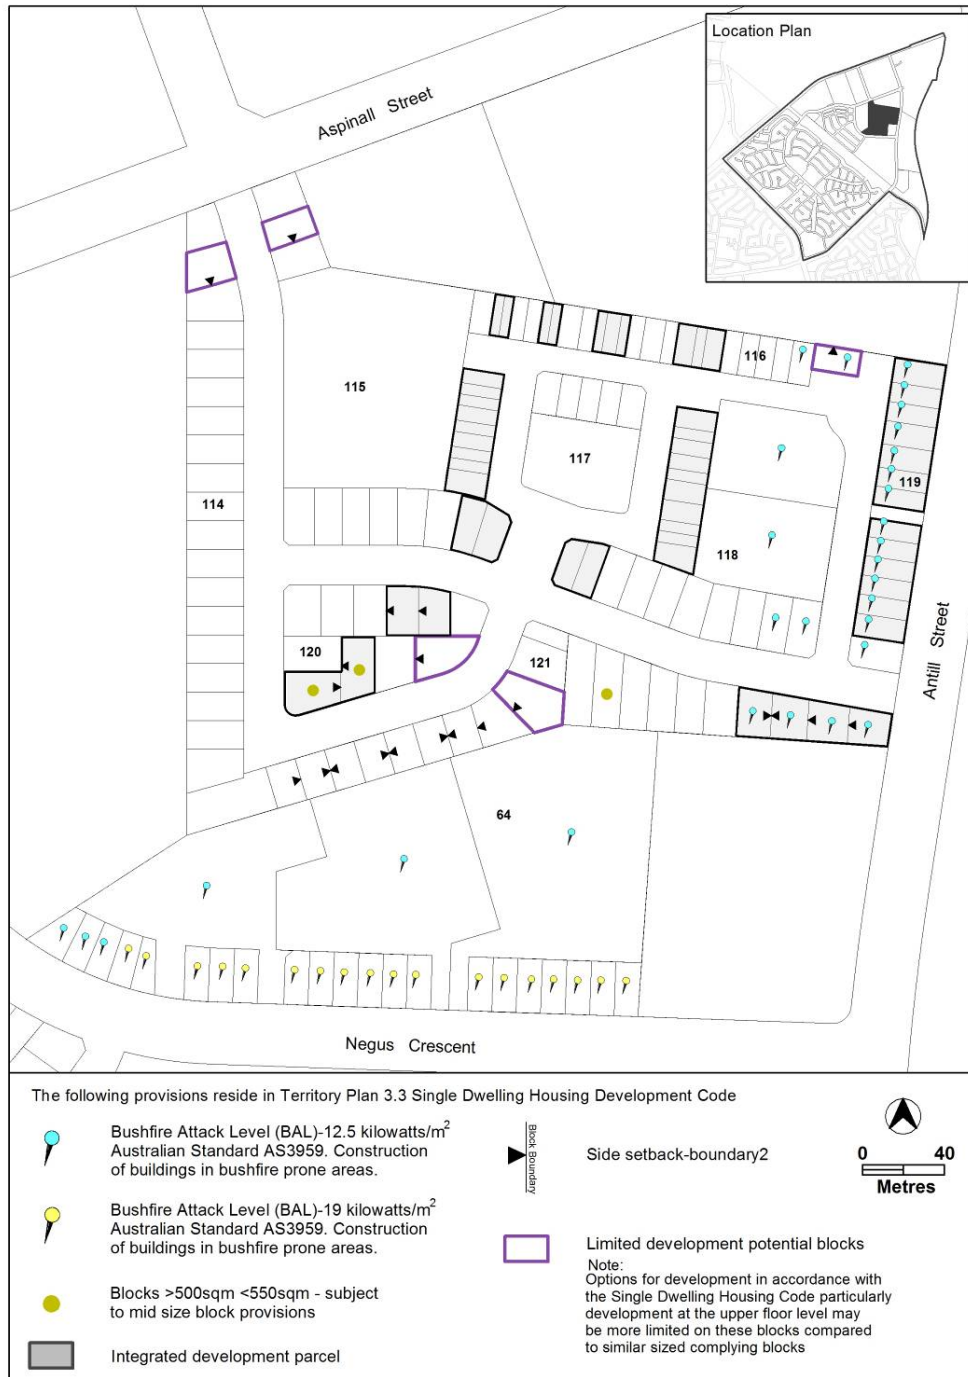 Location Plan
Aspinall Street
116
115
117
119
114
118
120
121
Antill Street
64
Negus Crescent
The following provisions reside in Territory Plan 3.3 Single Dwelling Housing Development Code
Bushfire Attack Level (BAL)-12.5 kilowatts/m²
Australian Standard AS3959. Construction
of buildings in bushfire prone areas.
Block Boundary
Side setback-boundary2
0 40
Metres
Bushfire Attack Level (BAL)-19 kilowatts/m²
Australian Standard AS3959. Construction
of buildings in bushfire prone areas.
Limited development potential blocks
Note:
Options for development in accordance with
the Single Dwelling Housing Code particularly
development at the upper floor level may
be more limited on these blocks compared
to similar sized complying blocks
Blocks >500sqm <550sqm - subject
to mid size block provisions
Integrated development parcel